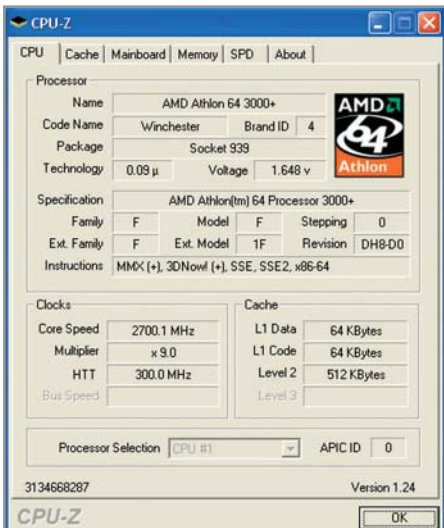 CPU-Z
CPU Cache Mainboard Memory SPD About
Processor
Name AMD Athlon 64 3000+
Code Name Winchester Brand ID 4
Package Socket 939
Technology 0.09 µ Voltage 1.648 v
AMD
64
Athlon
Specification AMD Athlon(tm) 64 Processor 3000+
Family F Model F Stepping 0
Ext. Family F Ext. Model 1F Revision DH8-D0
Instructions MMX (+), 3DNow! (+), SSE, SSE2, x86-64
Clocks
Core Speed 2700.1 MHz
Multiplier x 9.0
HTT 300.0 MHz
Bus Speed
Cache
L1 Data 64 KBytes
L1 Code 64 KBytes
Level 2 512 KBytes
Level 3
Processor Selection CPU #1 APIC ID 0
3134668287 Version 1.24
CPU-Z OK